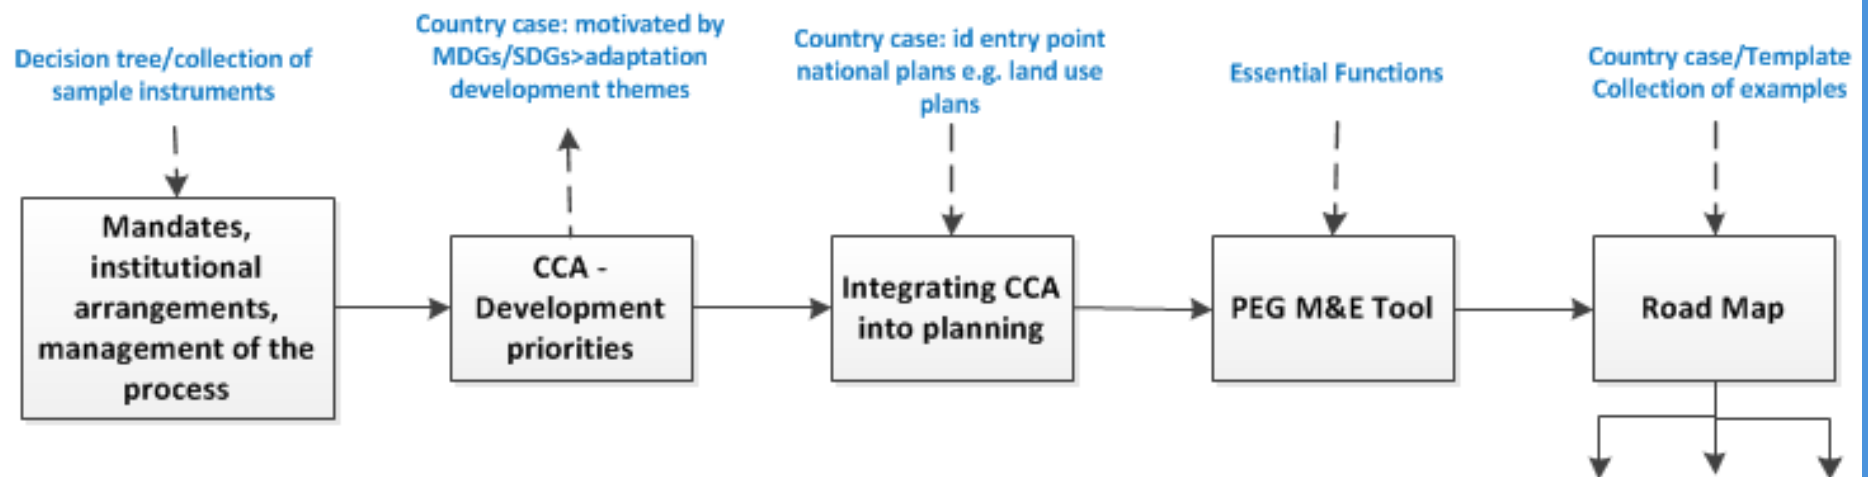 Decision tree/collection of
sample instruments
Country case: motivated by
MDGs/SDGs>adaptation
development themes
Country case: id entry point
national plans e.g. land use
plans
Essential Functions
Country case/Template
Collection of examples
Mandates,
institutional
arrangements,
management of the
process
CCA -
Development
priorities
Integrating CCA
into planning
PEG M&E Tool
Road Map